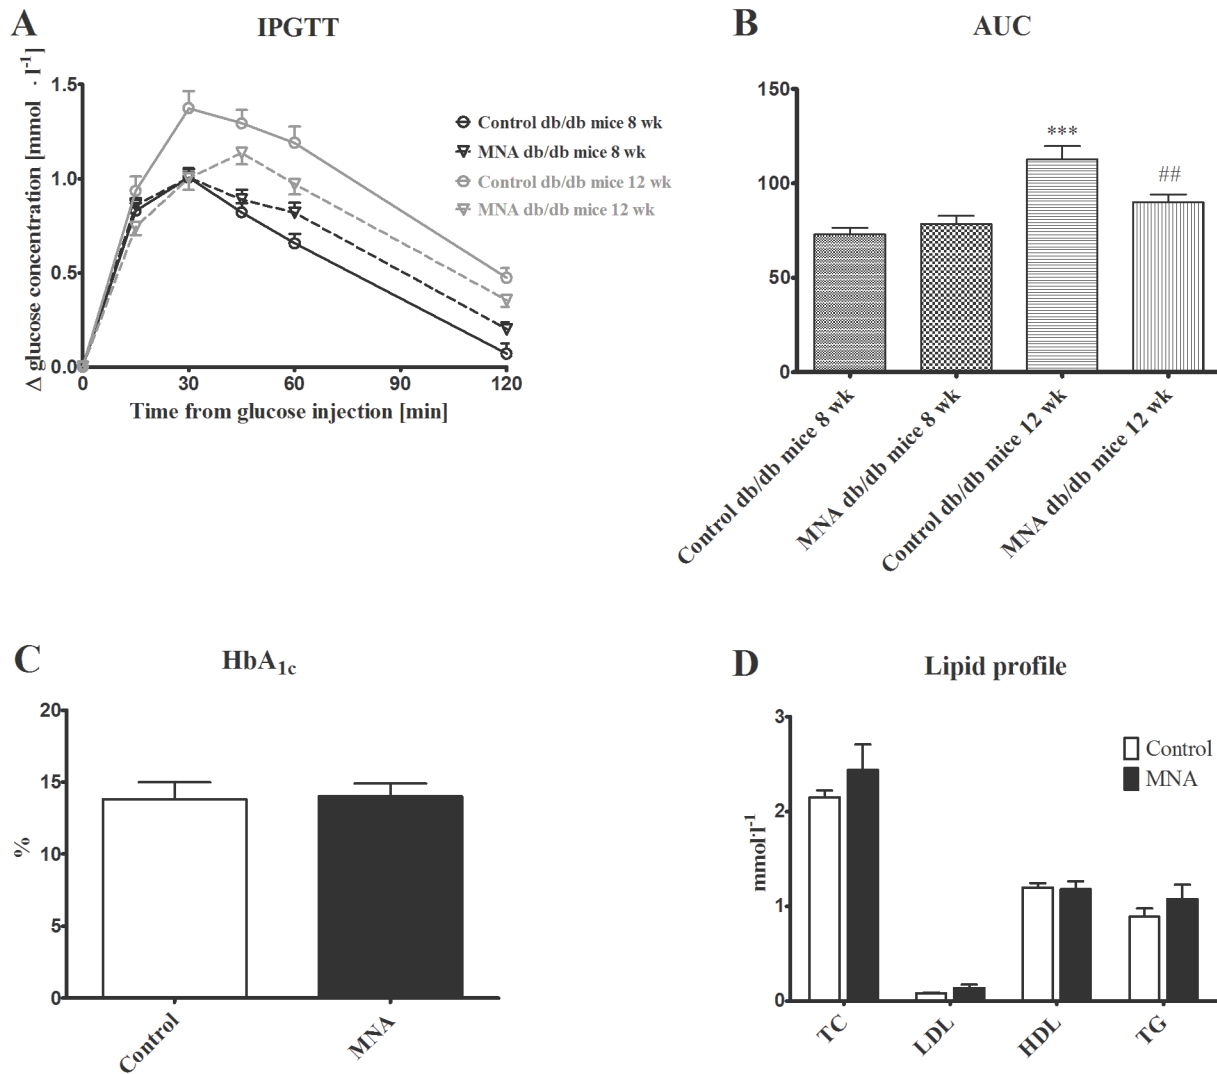 A
IPGTT
Δ glucose concentration [mmol · l-1]
1.5
1.0
0.5
0.0
0
30
60
90
120
Time from glucose injection [min]
Control db/db mice 8 wk
MNA db/db mice 8 wk
Control db/db mice 12 wk
MNA db/db mice 12 wk
B
AUC
150
100
50
0
***
##
Control db/db mice 8 wk
MNA db/db mice 8 wk
Control db/db mice 12 wk
MNA db/db mice 12 wk
C
HbA1c
%
20
15
10
5
0
Control
MNA
D
Lipid profile
mmol·l-1
3
2
1
0
Control
MNA
TC
LDL
HDL
TG